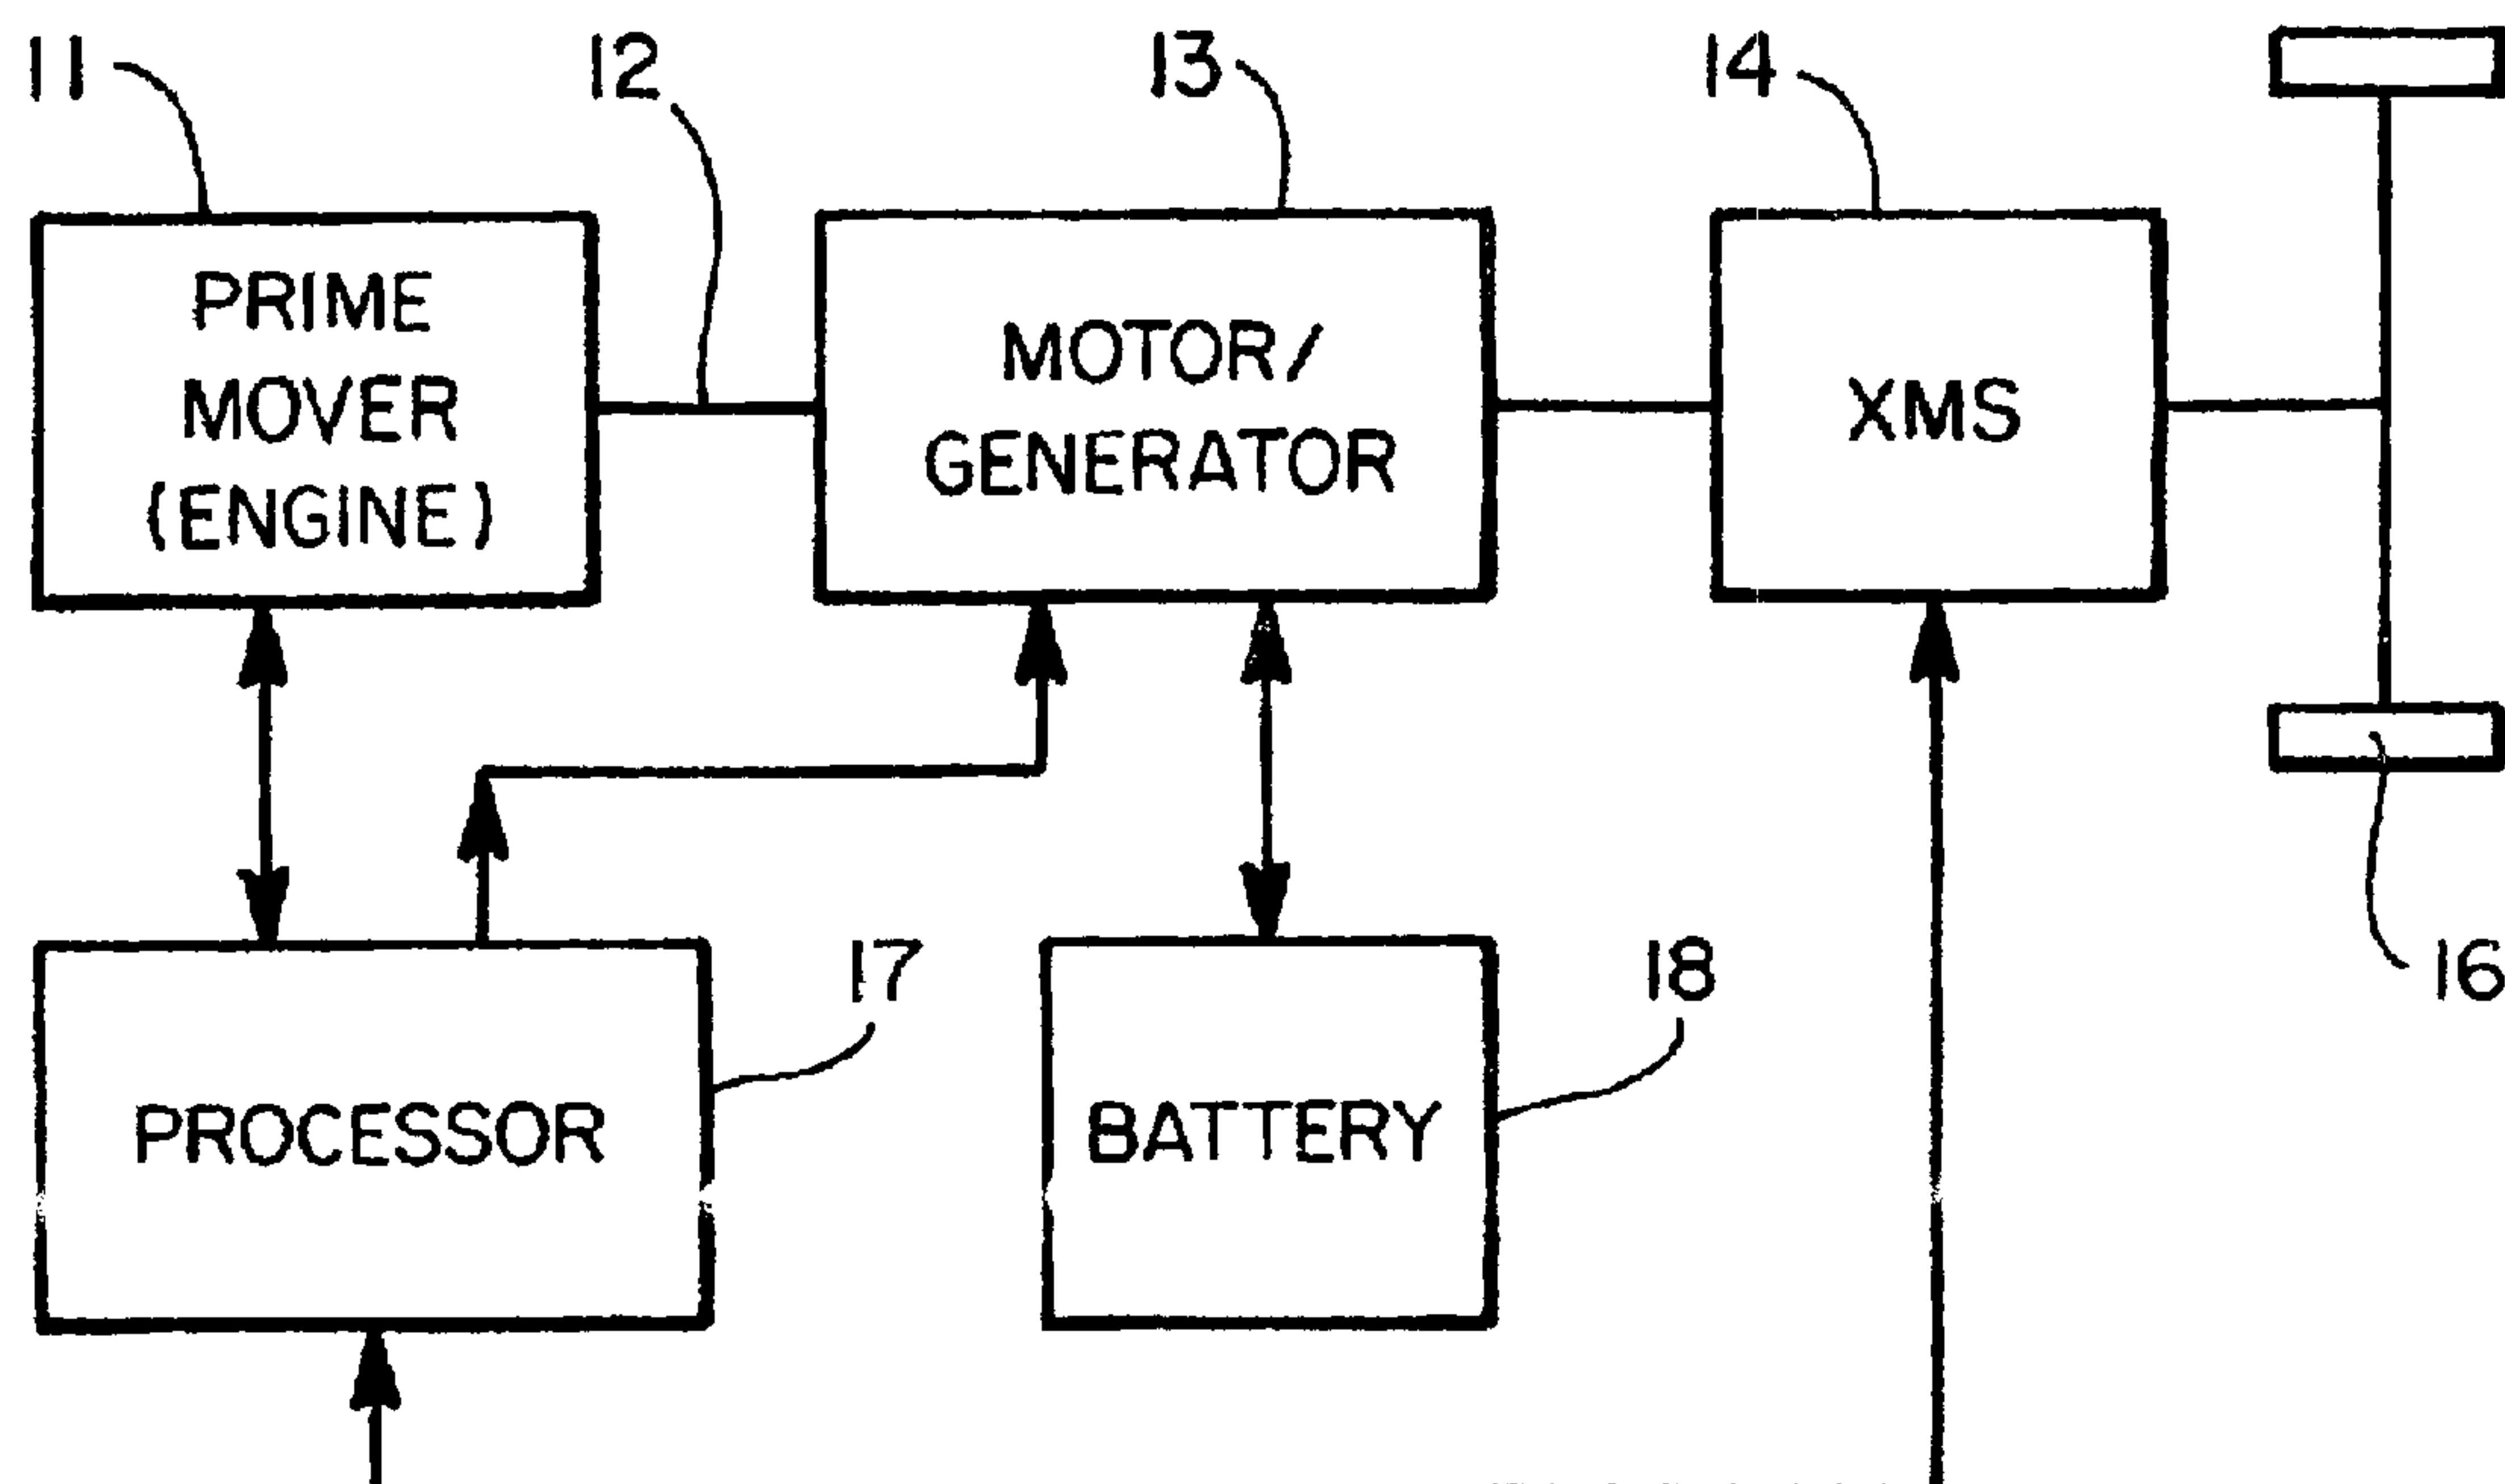 11
12
13
14
PRIME
MOVER
(ENGINE)
MOTOR/
GENERATOR
XMS
17
18
16
PROCESSOR
BATTERY